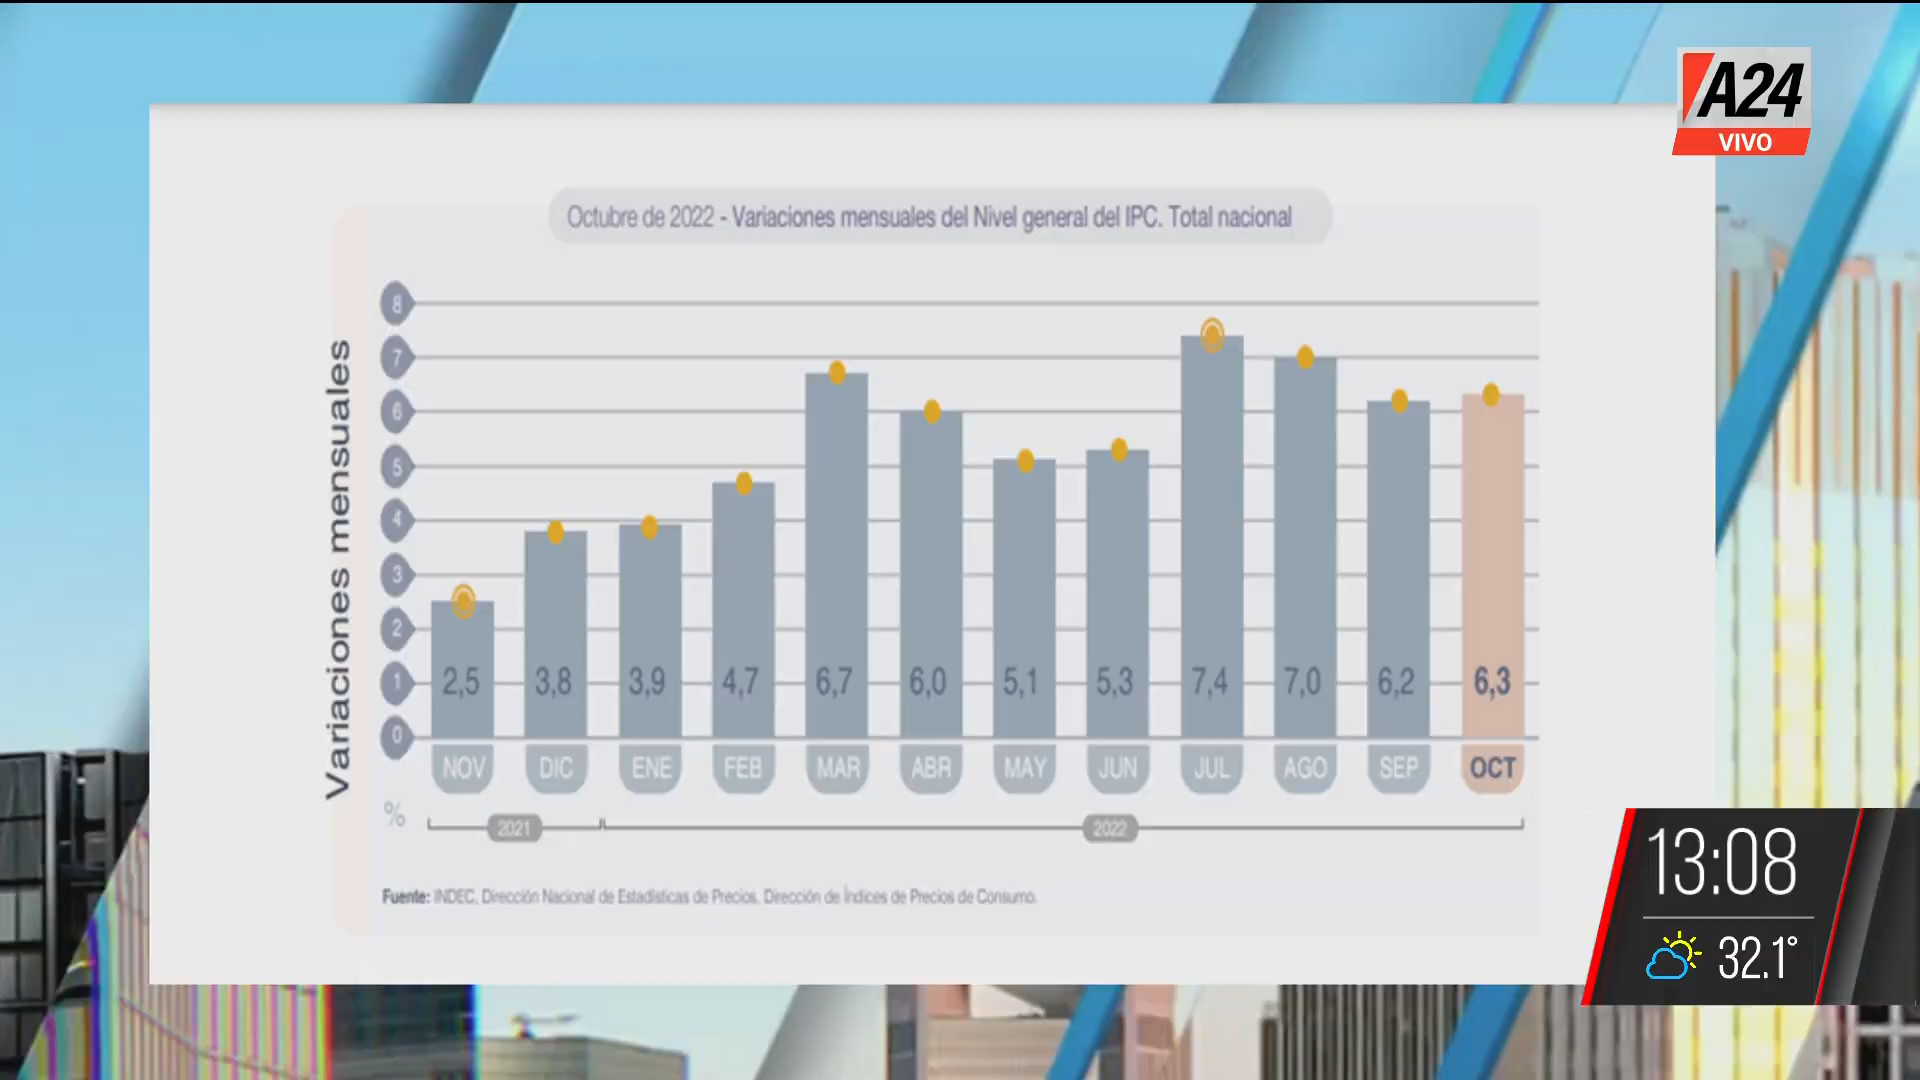 A24
VIVO
Octubre de 2022 - Variaciones mensuales del Nivel general del IPC. Total nacional
Variaciones mensuales
8
7
6
5
4
3
2
1
0
2,5 3,8 3,9 4,7 6,7 6,0 5,1 5,3 7,4 7,0 6,2 6,3
NOV DIC ENE FEB MAR ABR MAY JUN JUL AGO SEP OCT
%
2021 2022
Fuente: INDEC, Dirección Nacional de Estadísticas de Precios. Dirección de Índices de Precios de Consumo.
13:08
32.1°